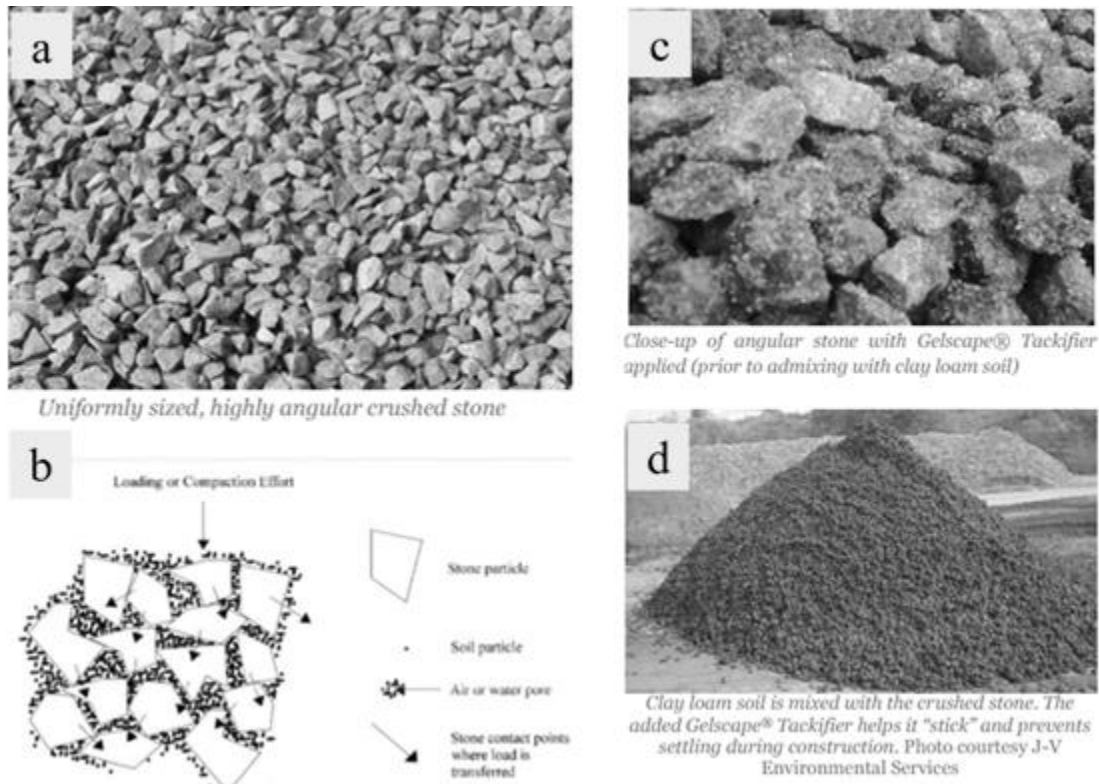 a
Uniformly sized, highly angular crushed stone
b
Loading or Compaction Effort
Stone particle
Soil particle
Air or water pore
Stone contact points
where load is
transferred
c
Close-up of angular stone with Gelscape® Tackifier
applied (prior to admixing with clay loam soil)
d
Clay loam soil is mixed with the crushed stone. The
added Gelscape® Tackifier helps it “stick” and prevents
settling during construction. Photo courtesy J-V
Environmental Services